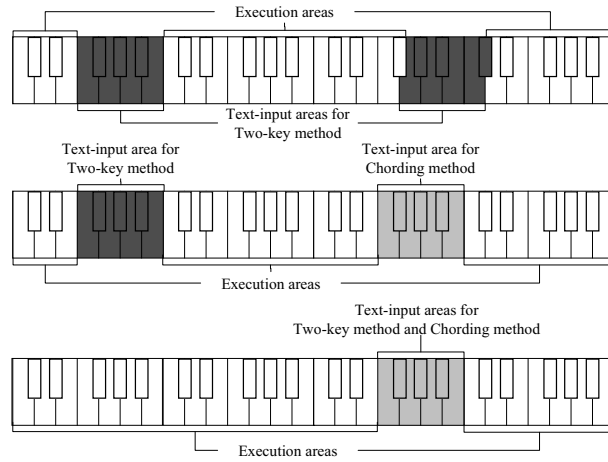 Execution areas
Text-input areas for
Two-key method
Text-input area for
Two-key method
Text-input area for
Chording method
Execution areas
Text-input areas for
Two-key method and Chording method
Execution areas